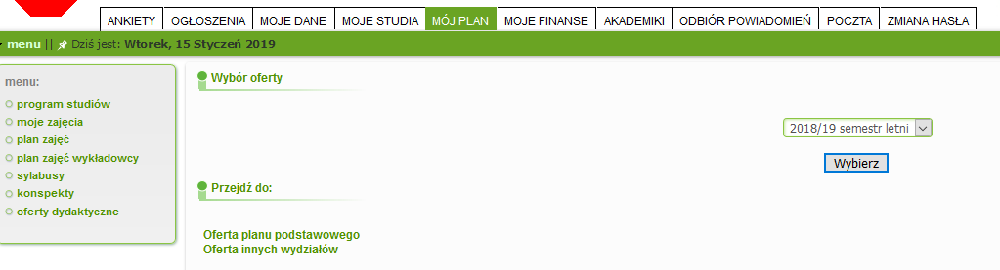 ANKIETY OGŁOSZENIA MOJE DANE MOJE STUDIA MÓJ PLAN MOJE FINANSE AKADEMIKI ODBIÓR POWIADOMIEŃ POCZTA ZMIANA HASŁA
menu || Dziś jest: Wtorek, 15 Styczeń 2019
menu:
program studiów
moje zajęcia
plan zajęć
plan zajęć wykładowcy
sylabusy
konspekty
oferty dydaktyczne
Wybór oferty
2018/19 semestr letni
Wybierz
Przejdź do:
Oferta planu podstawowego
Oferta innych wydziałów